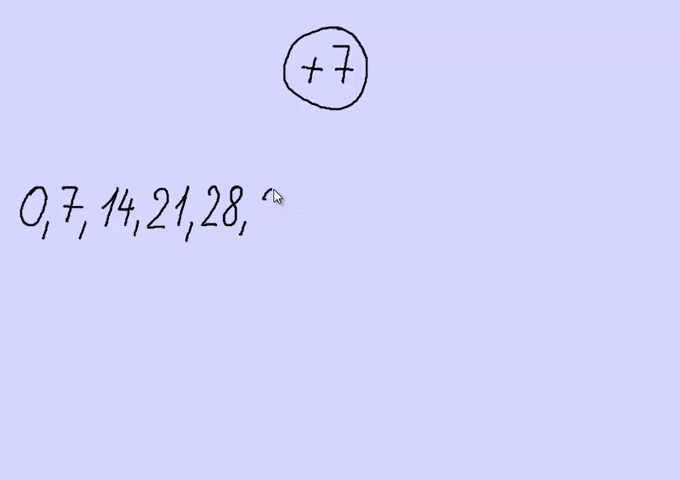 +7
0, 7, 14, 21, 28,